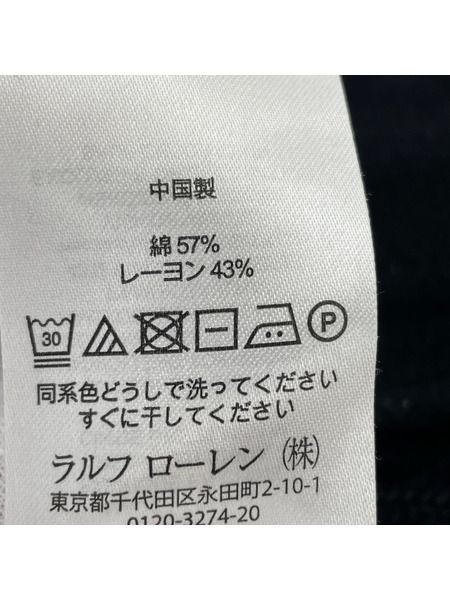 中国製
綿 57%
レーヨン 43%
30 P
同系色どうしで洗ってください
すぐに干してください
ラルフ ローレン (株)
東京都千代田区永田町2-10-1
0120-3274-20